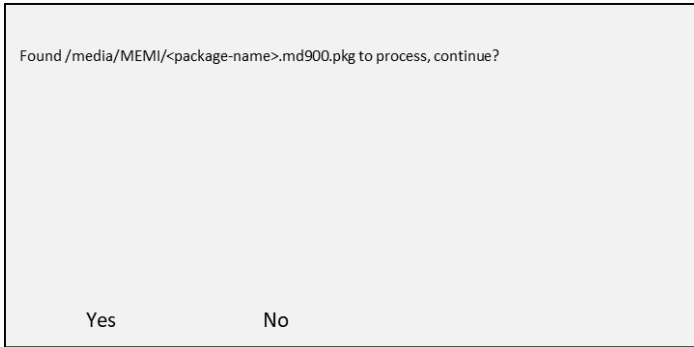 Found /media/MEMI/<package-name>.md900.pkg to process, continue?
Yes No